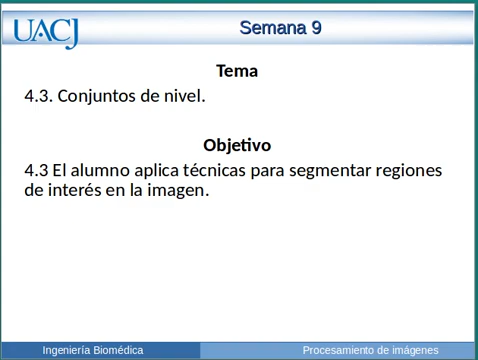 UACJ
Semana 9
Tema
4.3. Conjuntos de nivel.
Objetivo
4.3 El alumno aplica técnicas para segmentar regiones
de interés en la imagen.
Ingeniería Biomédica
Procesamiento de imágenes